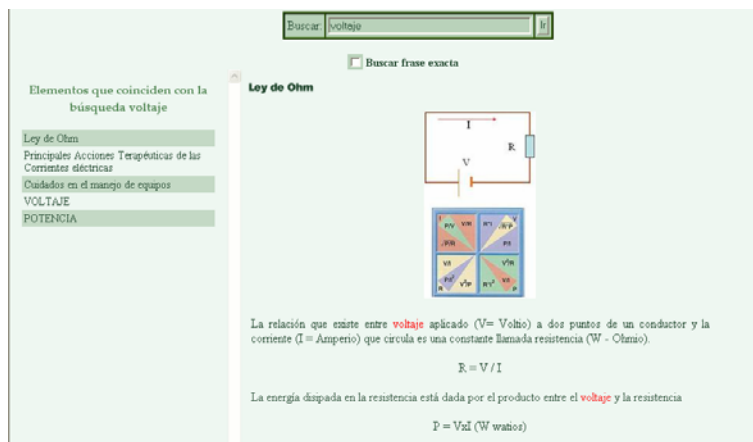 Buscar: voltaje Ir
Buscar frase exacta
Elementos que coinciden con la
búsqueda voltaje
Ley de Ohm
Principales Acciones Terapéuticas de las
Corrientes eléctricas
Cuidados en el manejo de equipos
VOLTAJE
POTENCIA
Ley de Ohm
I
R
V
La relación que existe entre voltaje aplicado (V= Voltio) a dos puntos de un conductor y la
corriente (I = Amperio) que circula es una constante llamada resistencia (W - Ohmio).
R = V / I
La energía disipada en la resistencia está dada por el producto entre el voltaje y la resistencia
P = VxI (W watios)